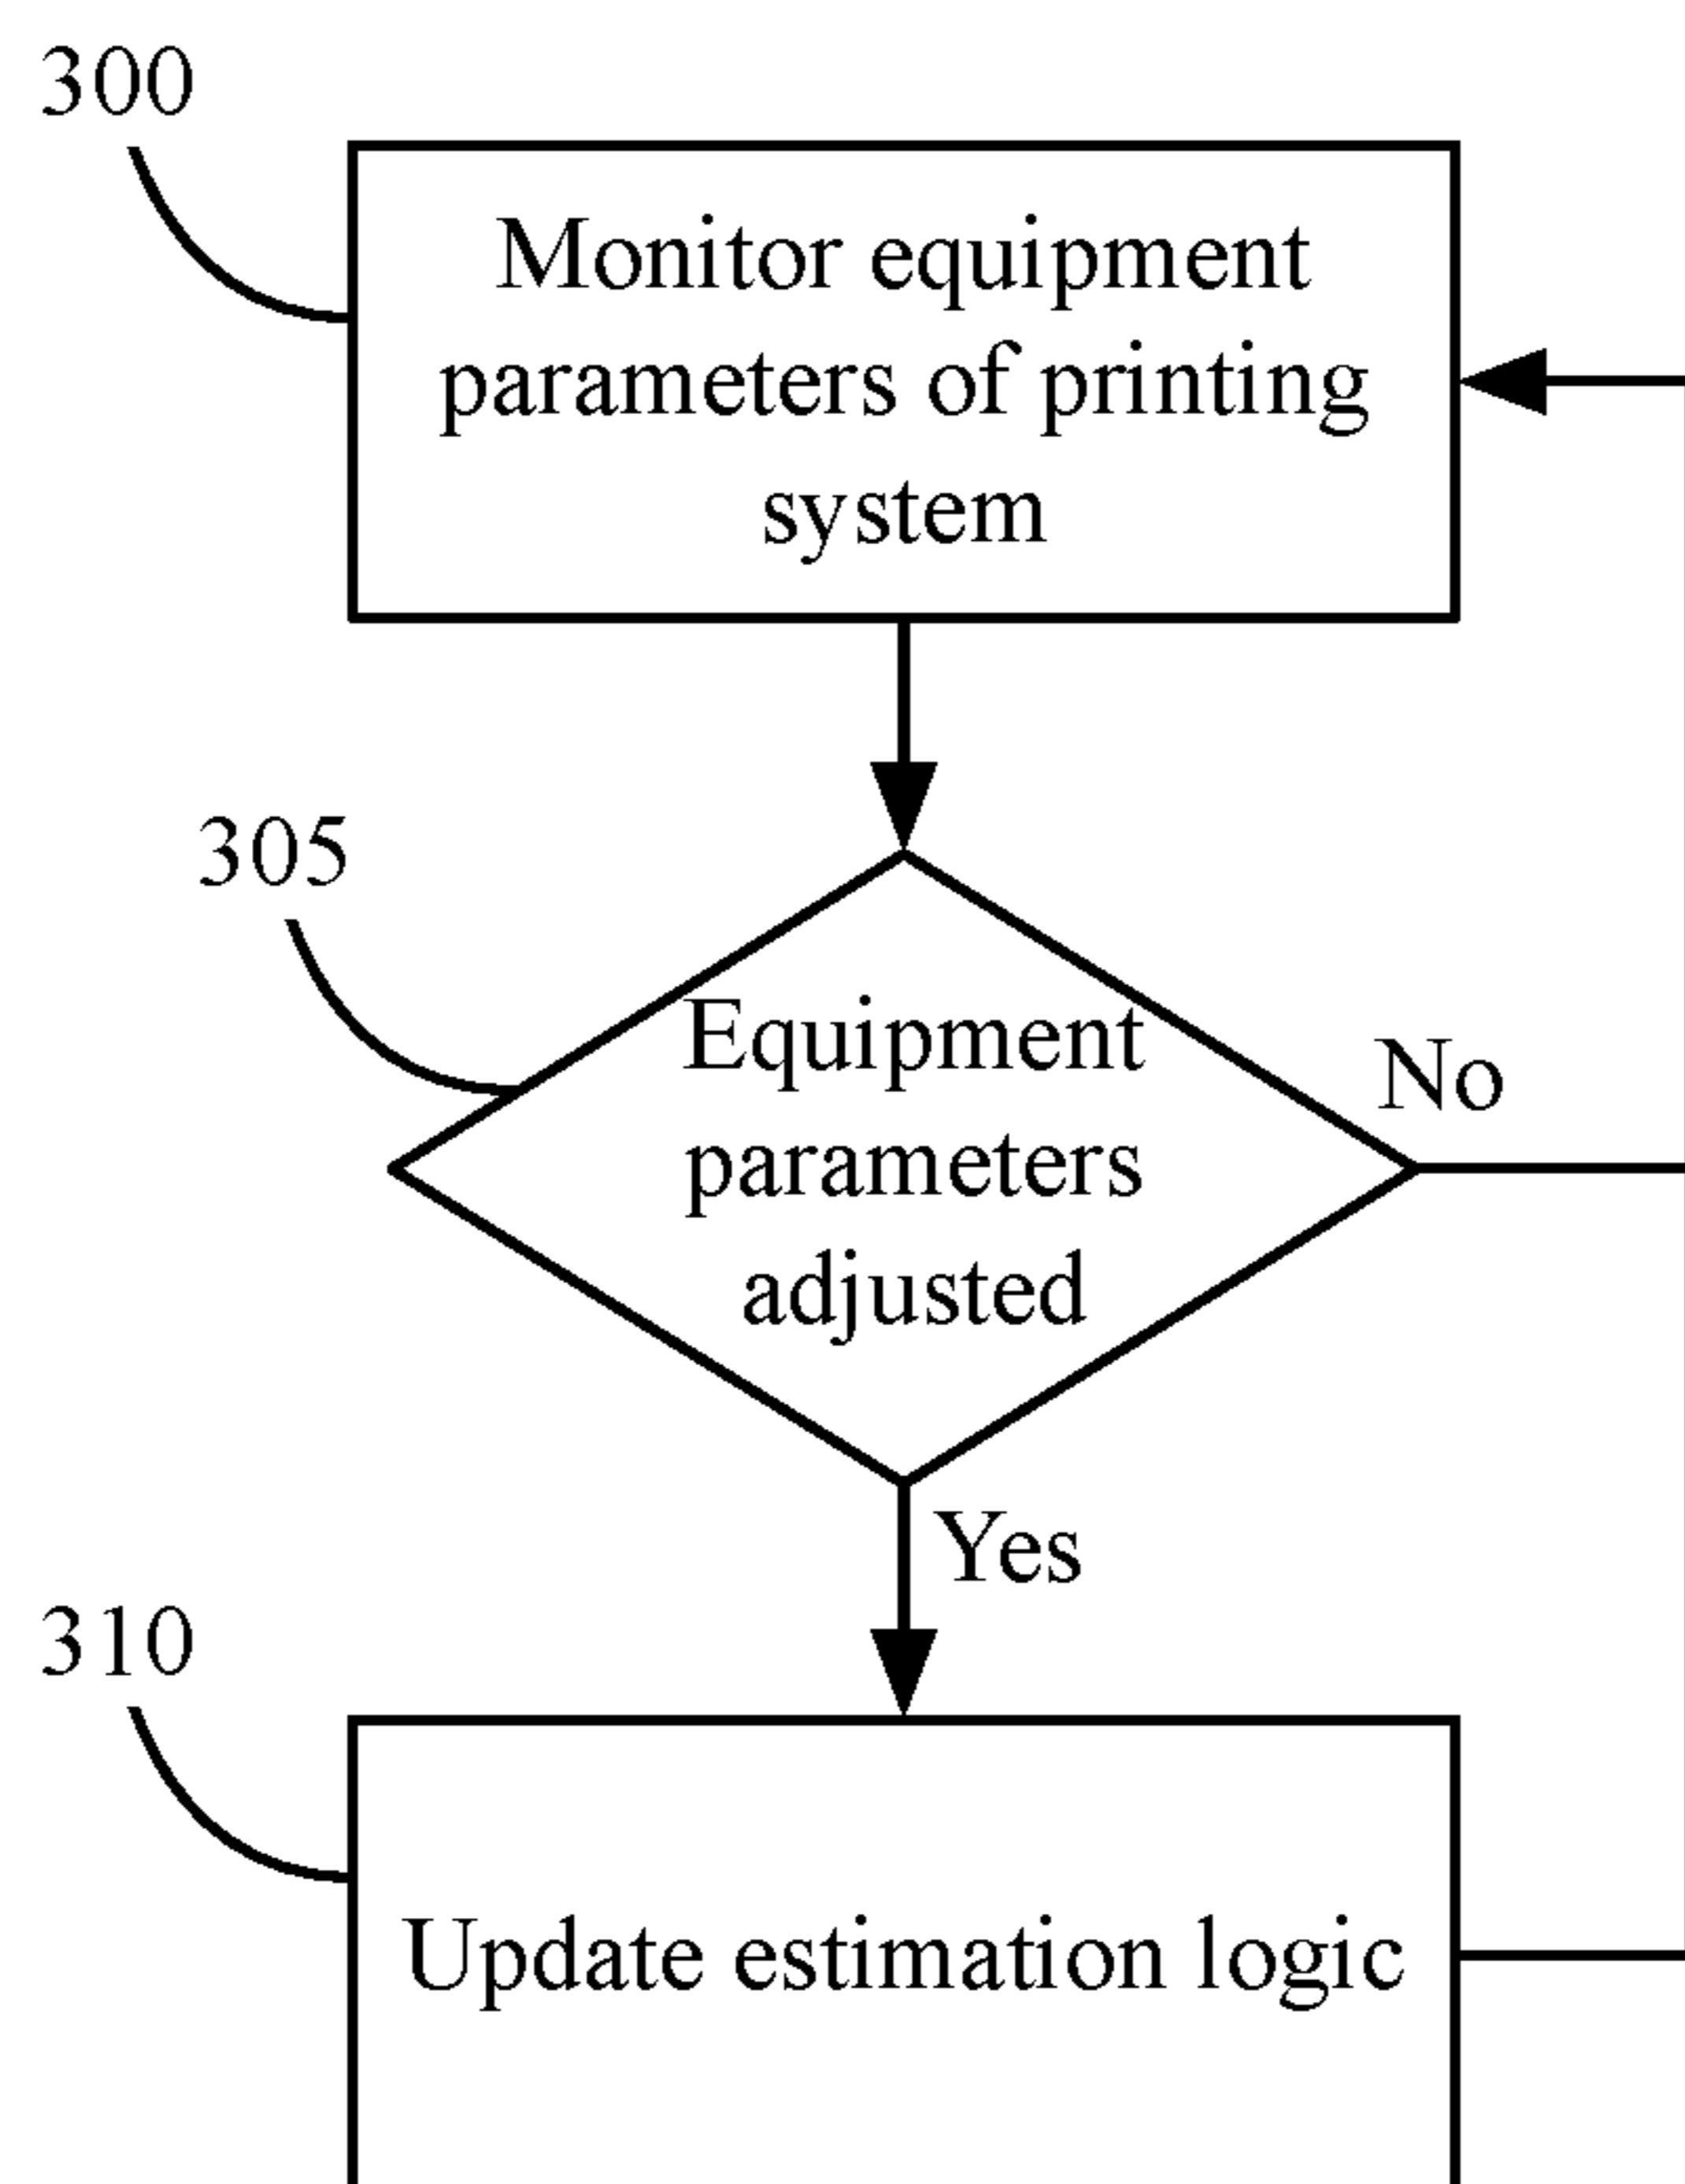 300
Monitor equipment
parameters of printing
system
305
Equipment
parameters
adjusted
No
Yes
310
Update estimation logic